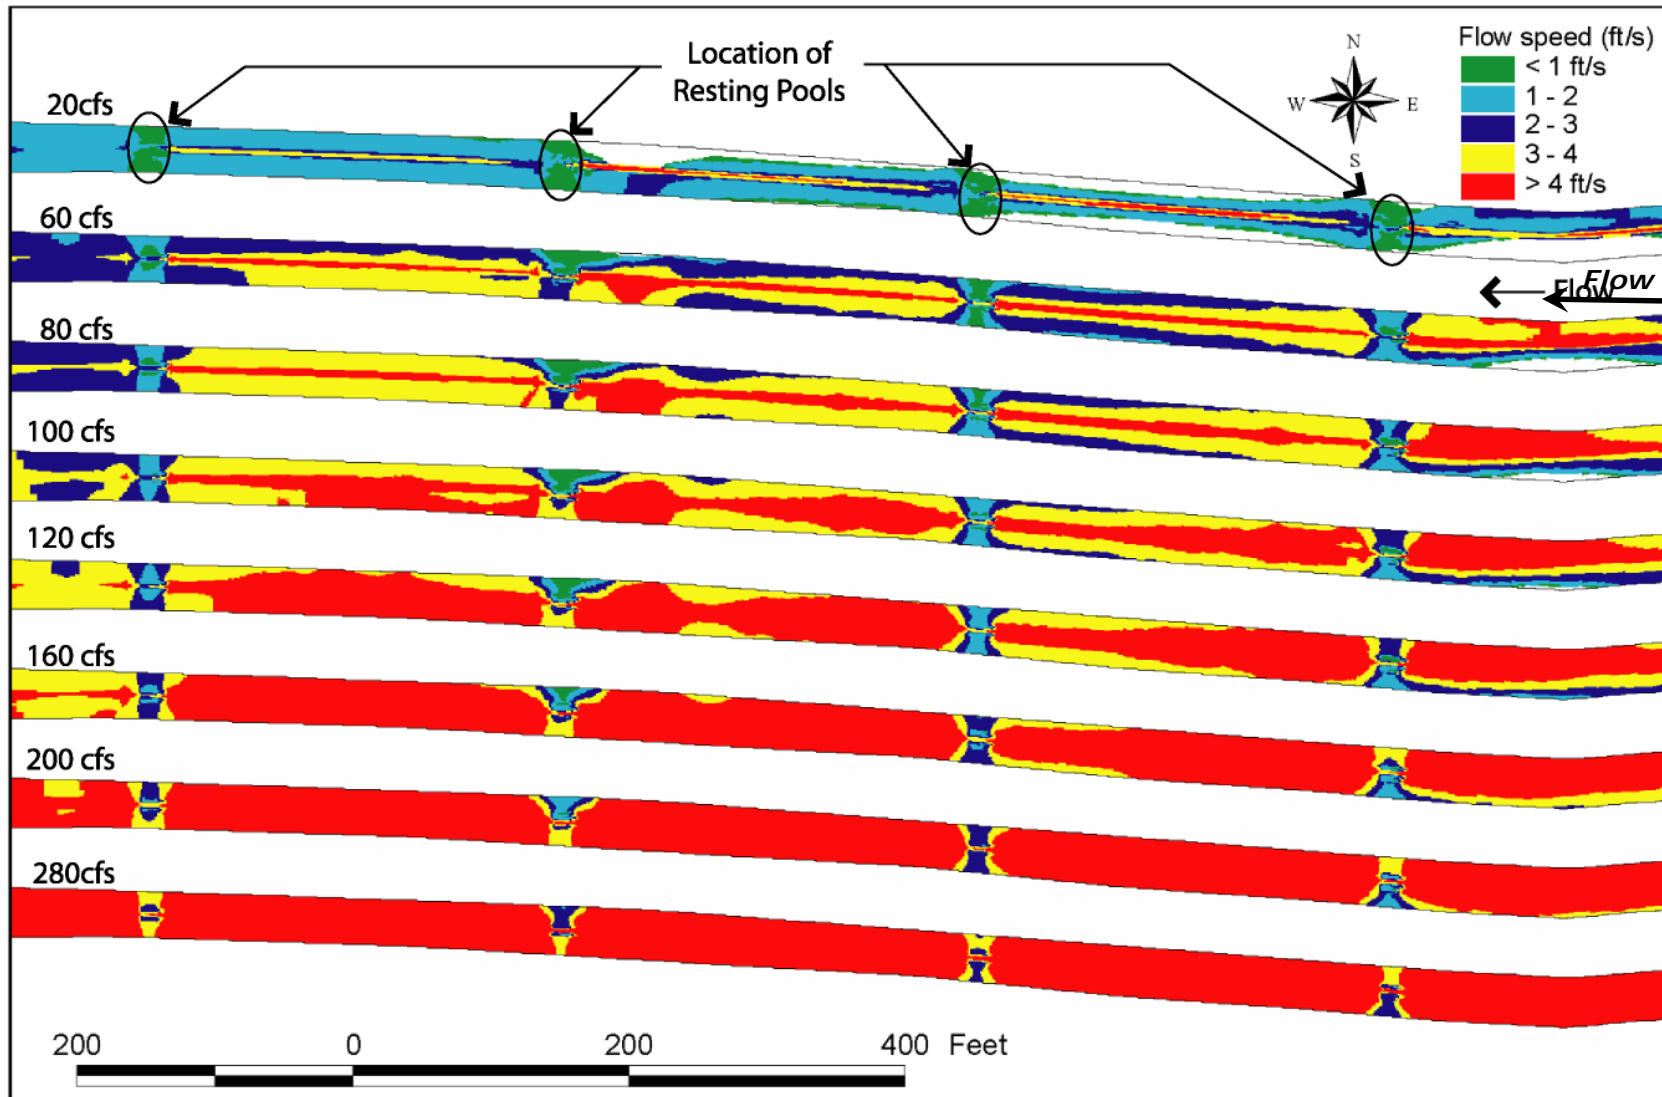 Location of
Resting Pools
N
W E
S
Flow speed (ft/s)
< 1 ft/s
1 - 2
2 - 3
3 - 4
> 4 ft/s
20cfs
60 cfs
Flow
Flow
80 cfs
100 cfs
120 cfs
160 cfs
200 cfs
280cfs
200 0 200 400 Feet